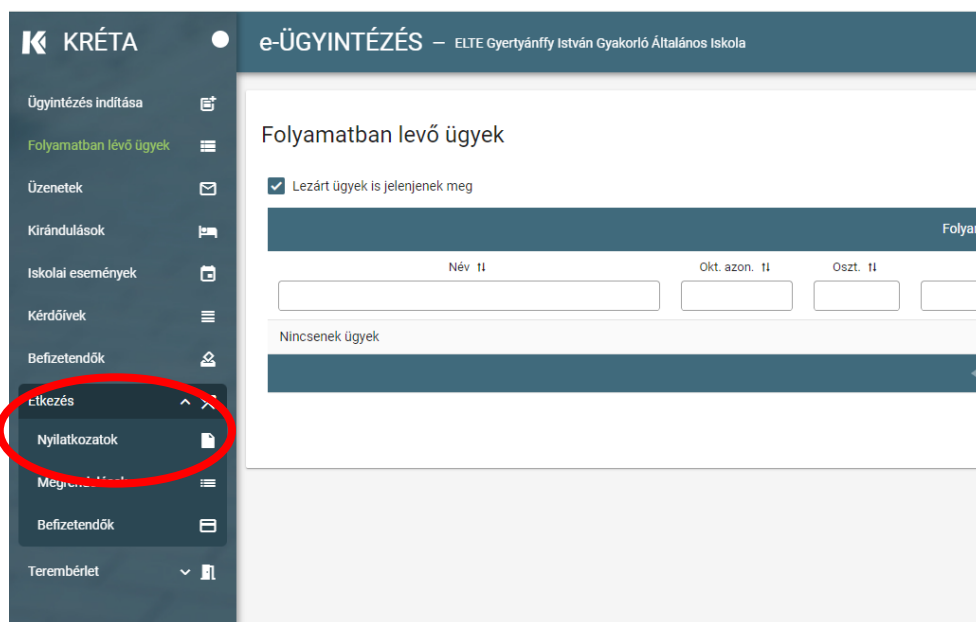 KRÉTA
e-ÜGYINTÉZÉS — ELTE Gyertyánffy István Gyakorló Általános Iskola
Ügyintézés indítása
Folyamatban lévő ügyek
Üzenetek
Kirándulások
Iskolai események
Kérdőívek
Befizetendők
Étkezés
Nyilatkozatok
Befizetendők
Terembérlet
Folyamatban levő ügyek
Lezárt ügyek is jelenjenek meg
Folyam
Név Okt. azon. Oszt.
Nincsenek ügyek